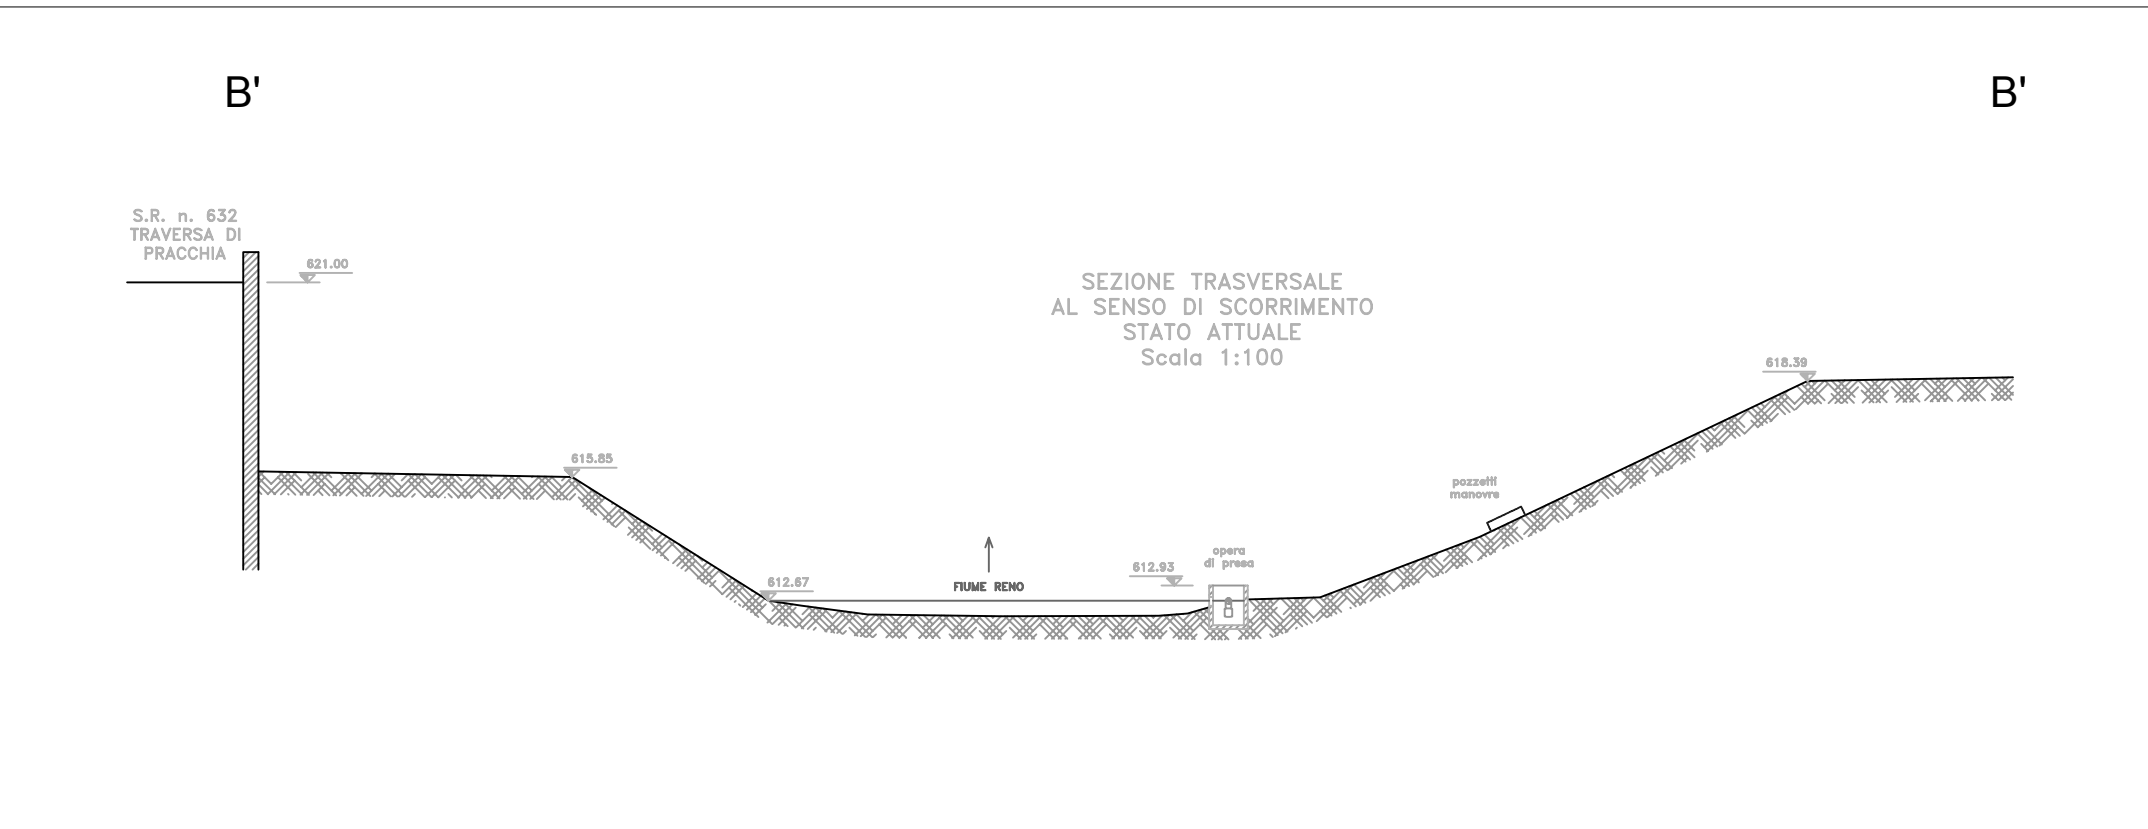 B'
B'
S.R. n. 632
TRAVERSA DI
PRACCHIA
621.00
SEZIONE TRASVERSALE
AL SENSO DI SCORRIMENTO
STATO ATTUALE
Scala 1:100
618.39
615.85
pozzetti
manovre
opera
di presa
612.93
612.67
FIUME RENO